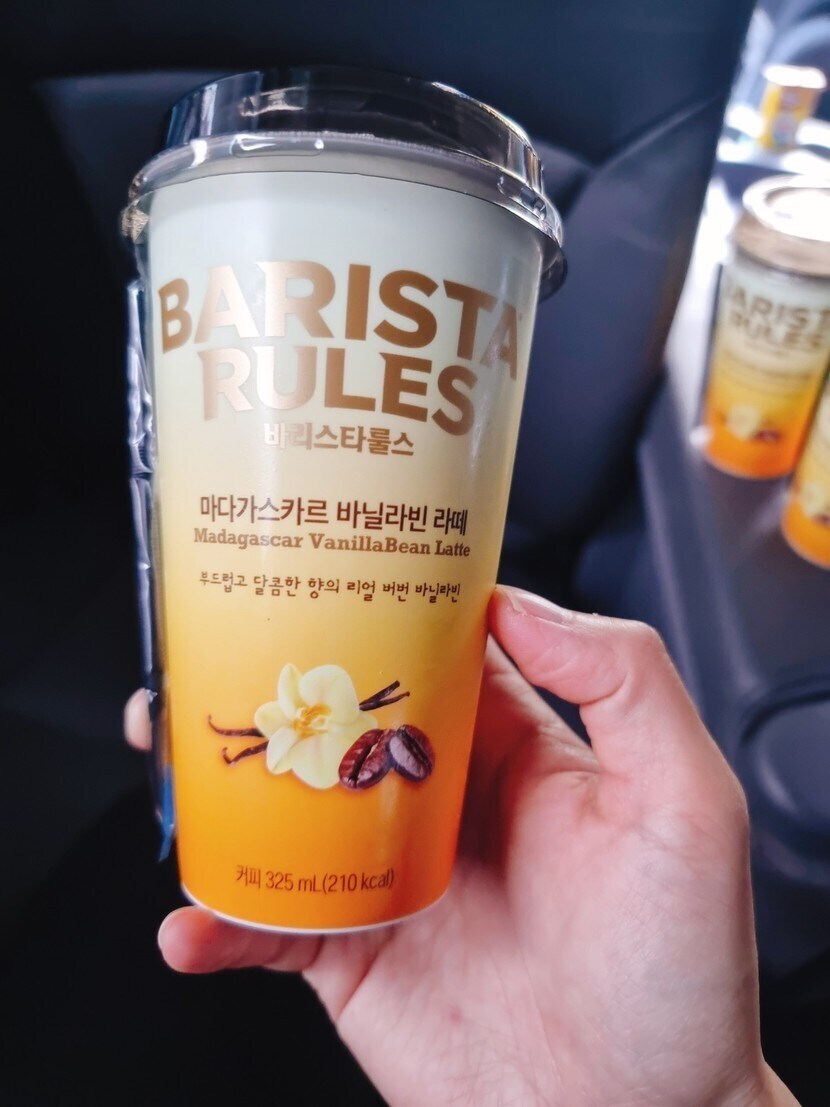 BARISTA
RULES
바리스타룰스
마다가스카르 바닐라빈 라떼
Madagascar VanillaBean Latte
부드럽고 달콤한 향의 리얼 버번 바닐라빈
커피 325 mL(210 kcal)
BARISTA
RULES